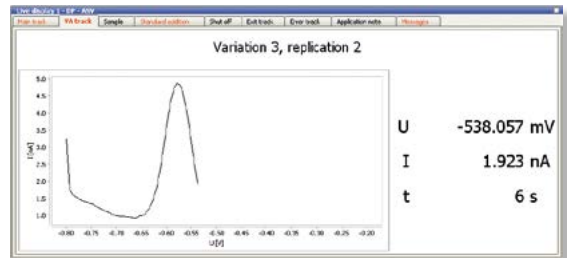 Live display 1 - DP - ASV
Main track VA track Sample Standard addition Shut off Exit track Error track Application note Messages
Variation 3, replication 2
5.0
4.5
4.0
3.5
3.0
2.5
2.0
1.5
1.0
I [nA]
-0.80 -0.75 -0.70 -0.65 -0.60 -0.55 -0.50 -0.45 -0.40 -0.35 -0.30 -0.25 -0.20
U [V]
U -538.057 mV
I 1.923 nA
t 6 s